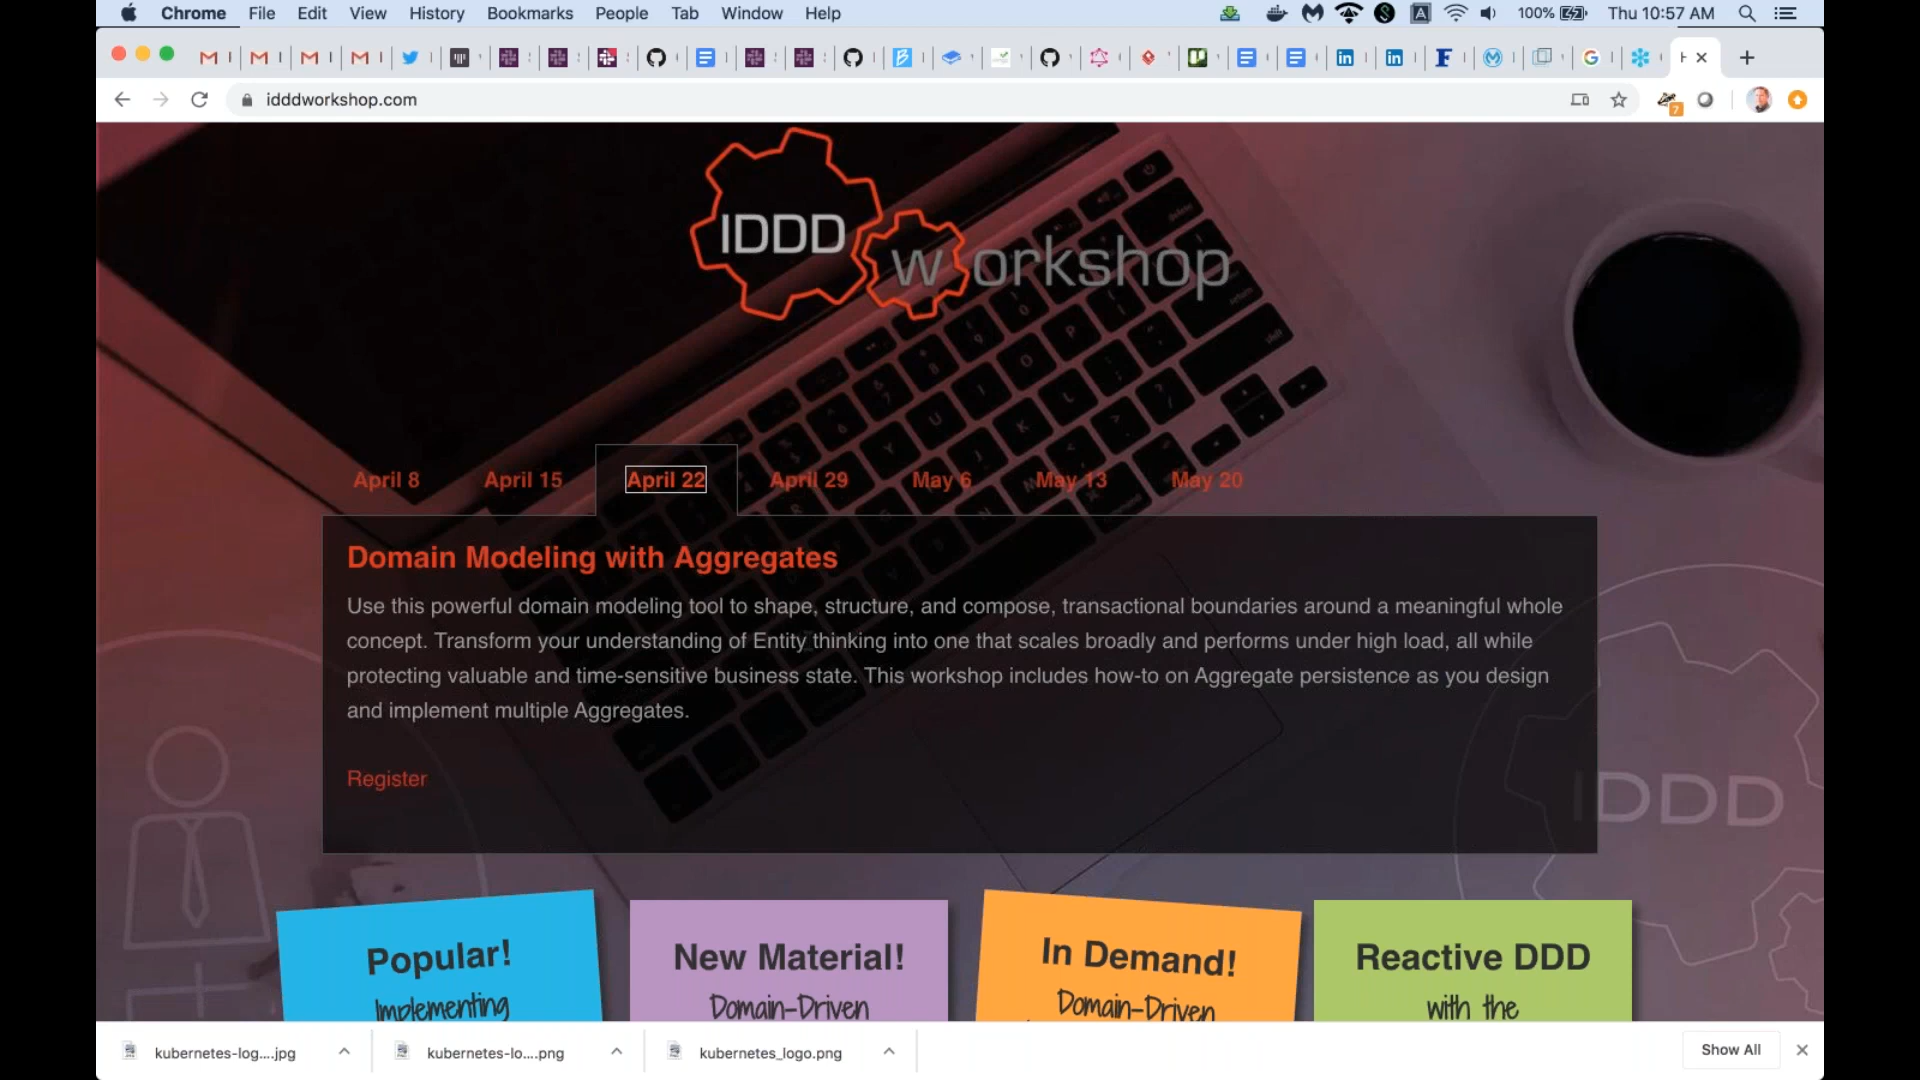 Chrome File Edit View History Bookmarks People Tab Window Help 100% Thu 10:57 AM
idddworkshop.com
7
IDDD workshop
April 8 April 15 April 22 April 29 May 6 May 13 May 20
Domain Modeling with Aggregates
Use this powerful domain modeling tool to shape, structure, and compose, transactional boundaries around a meaningful whole
concept. Transform your understanding of Entity thinking into one that scales broadly and performs under high load, all while
protecting valuable and time-sensitive business state. This workshop includes how-to on Aggregate persistence as you design
and implement multiple Aggregates.
Register
IDDD
Popular! New Material! In Demand! Reactive DDD
Implementing Domain-Driven Domain-Driven with the
kubernetes-log....jpg kubernetes-lo....png kubernetes_logo.png Show All